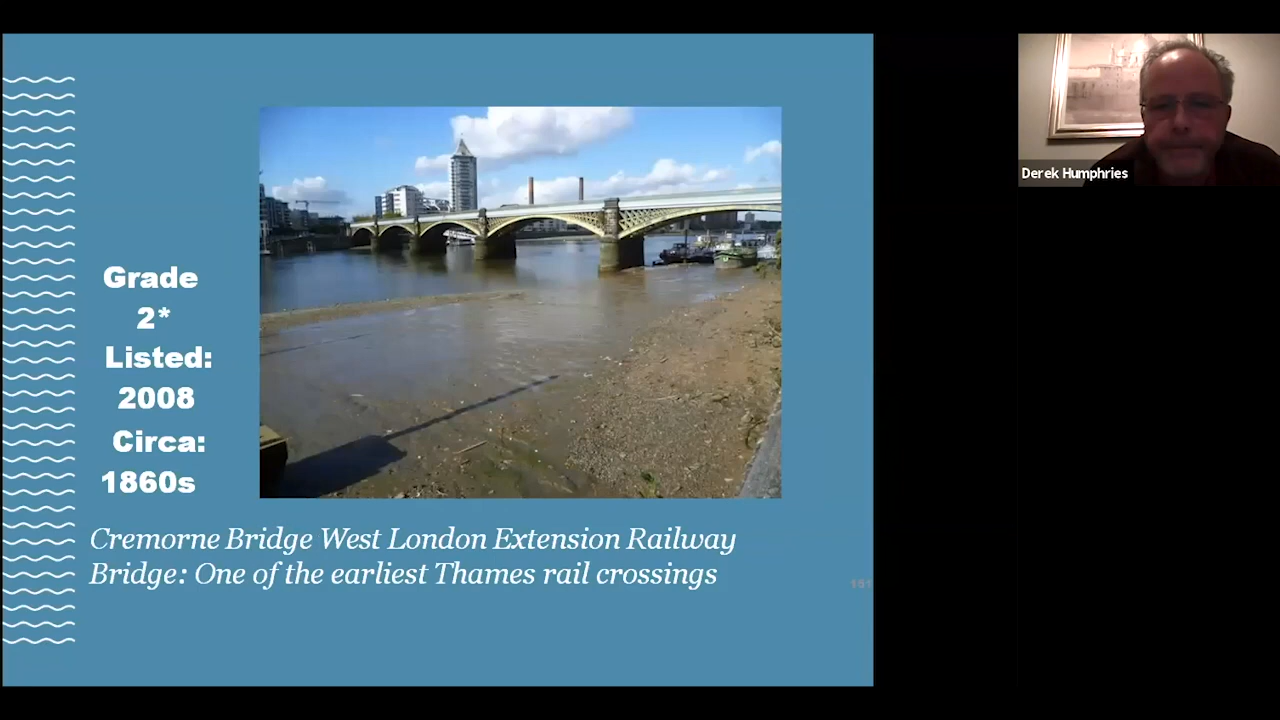 Grade
2*
Listed:
2008
Circa:
1860s
Cremorne Bridge West London Extension Railway
Bridge: One of the earliest Thames rail crossings
Derek Humphries